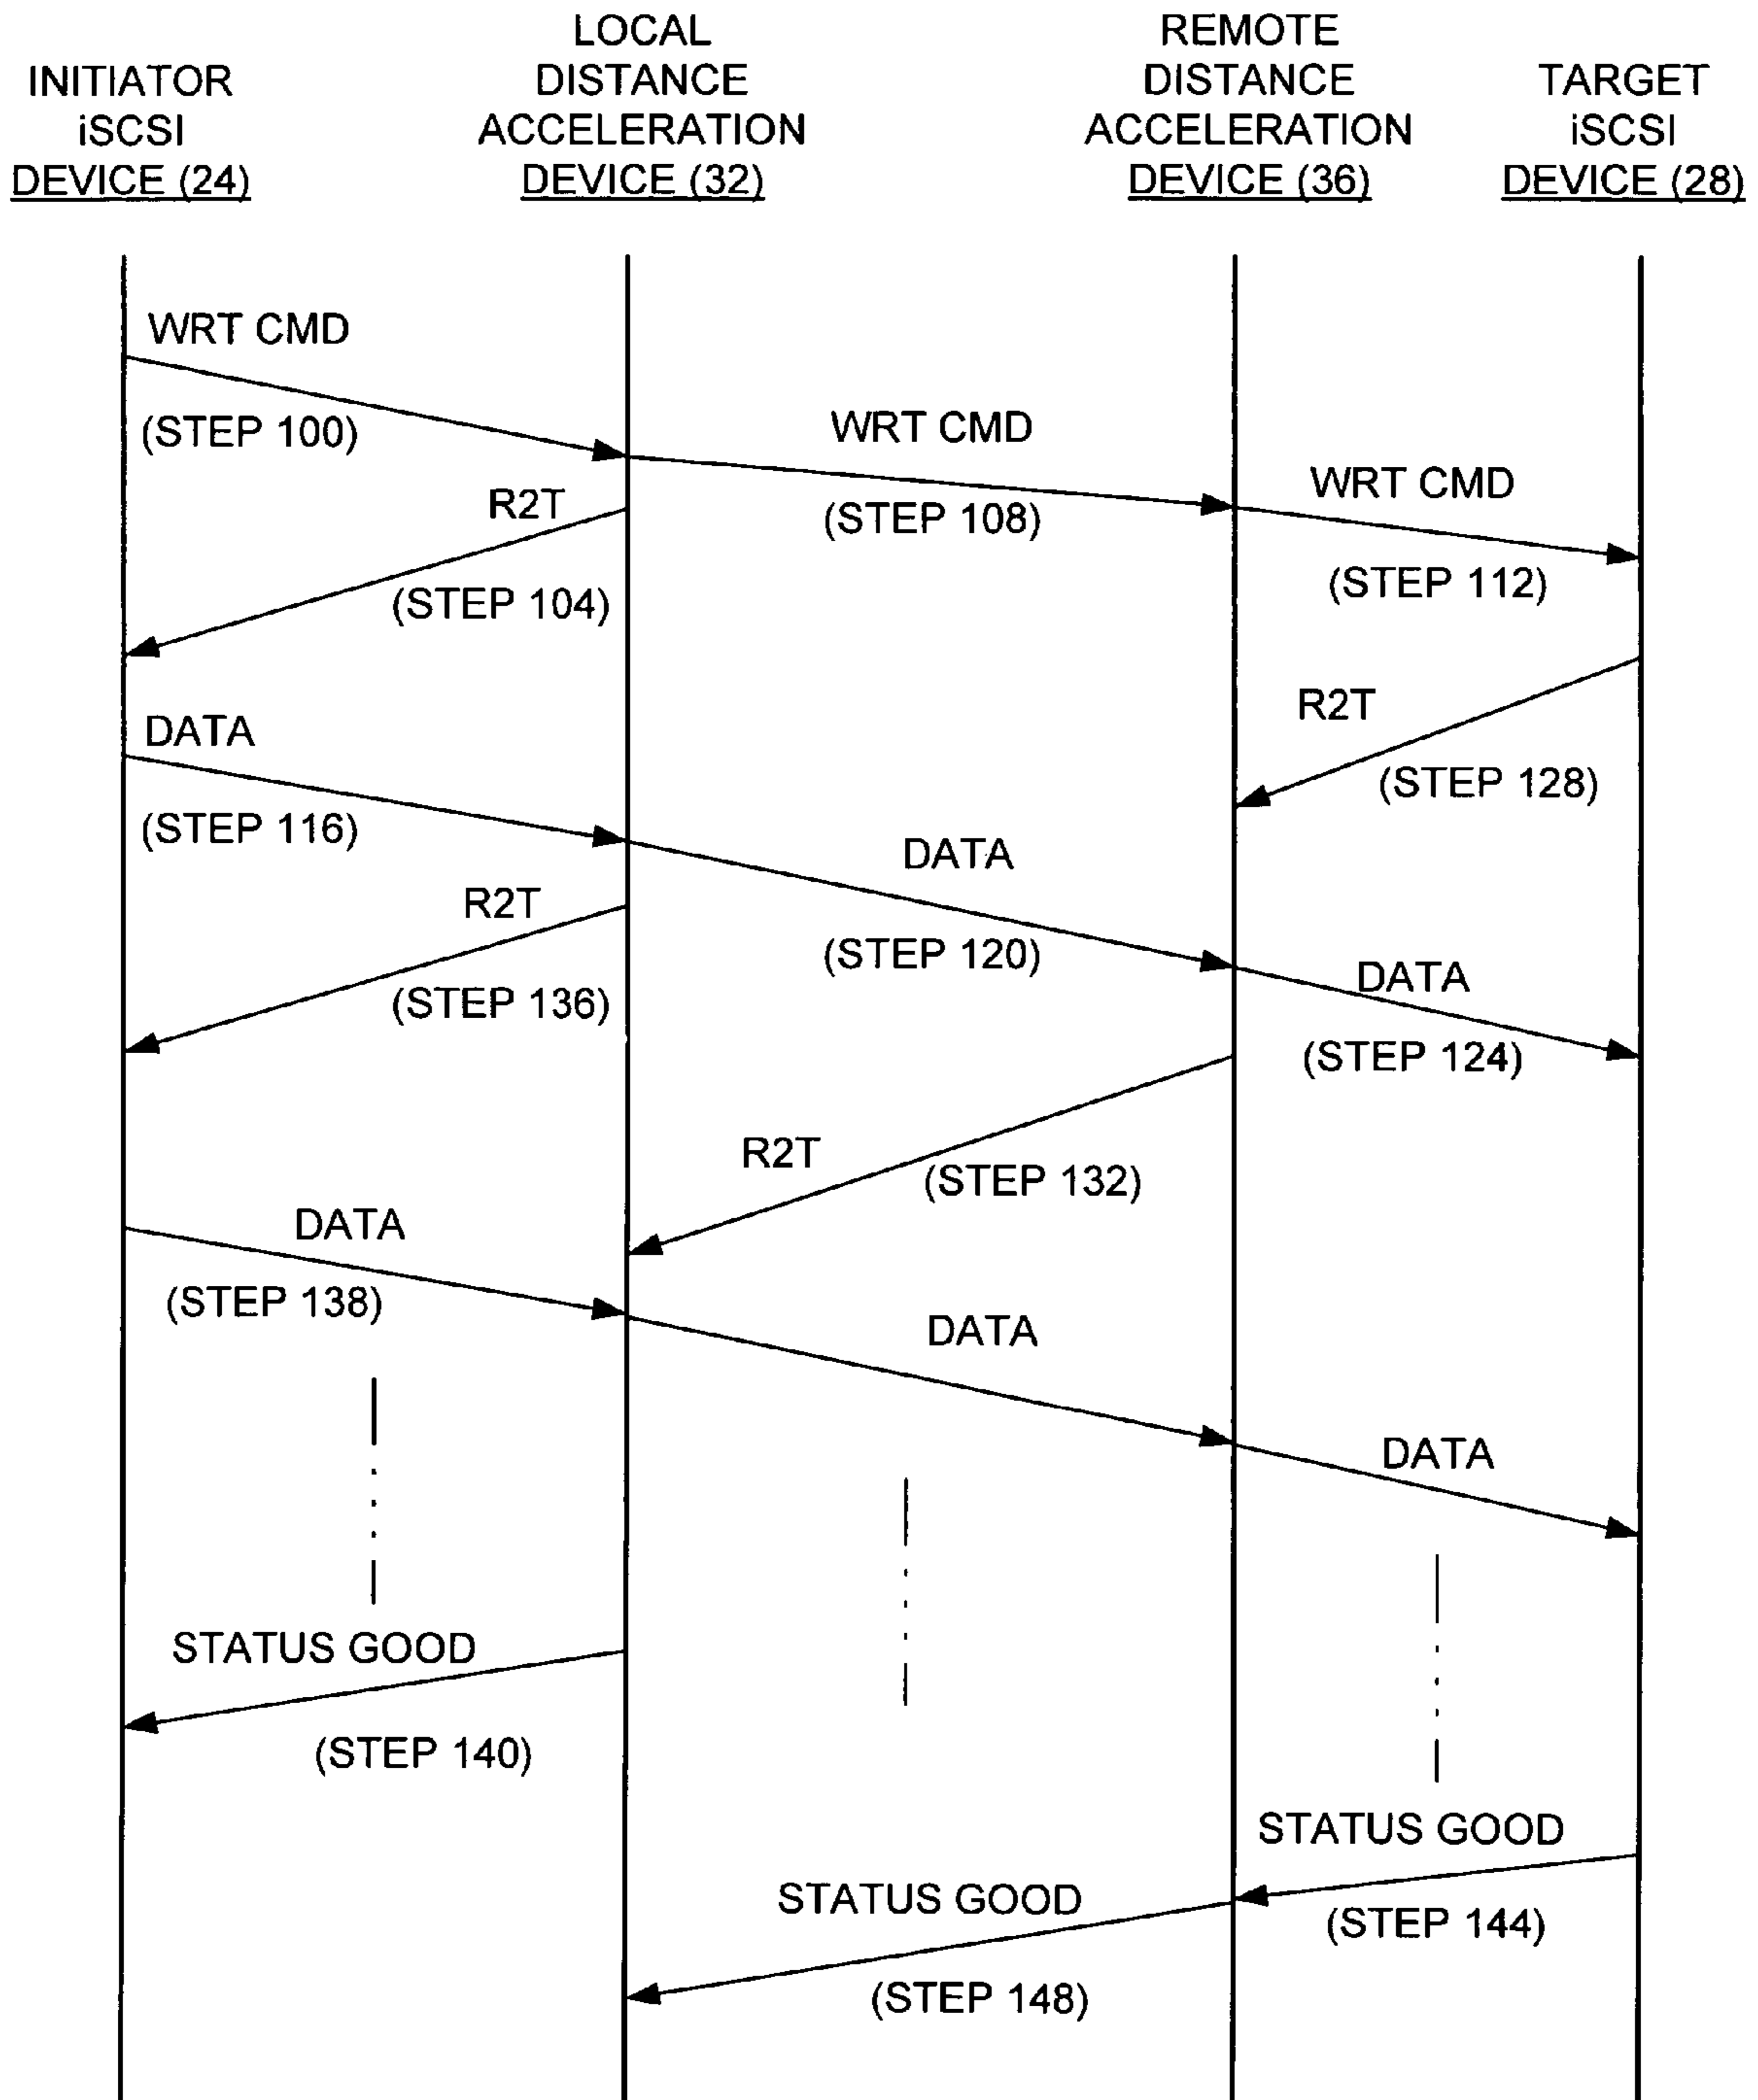 INITIATOR
iSCSI
DEVICE (24)
LOCAL
DISTANCE
ACCELERATION
DEVICE (32)
REMOTE
DISTANCE
ACCELERATION
DEVICE (36)
TARGET
iSCSI
DEVICE (28)
WRT CMD
(STEP 100)
WRT CMD
(STEP 108)
WRT CMD
(STEP 112)
R2T
(STEP 104)
R2T
(STEP 128)
DATA
(STEP 116)
DATA
(STEP 120)
DATA
(STEP 124)
R2T
(STEP 136)
R2T
(STEP 132)
DATA
(STEP 138)
DATA
DATA
STATUS GOOD
(STEP 140)
STATUS GOOD
(STEP 144)
STATUS GOOD
(STEP 148)